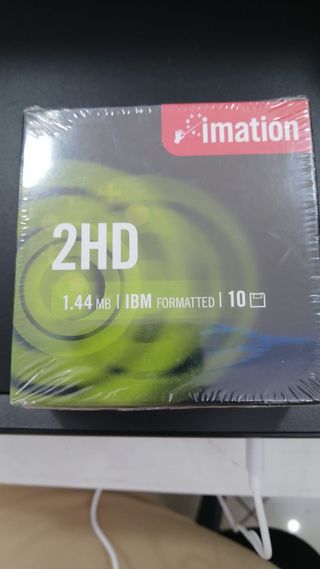 imation
2HD
1.44 MB | IBM FORMATTED | 10